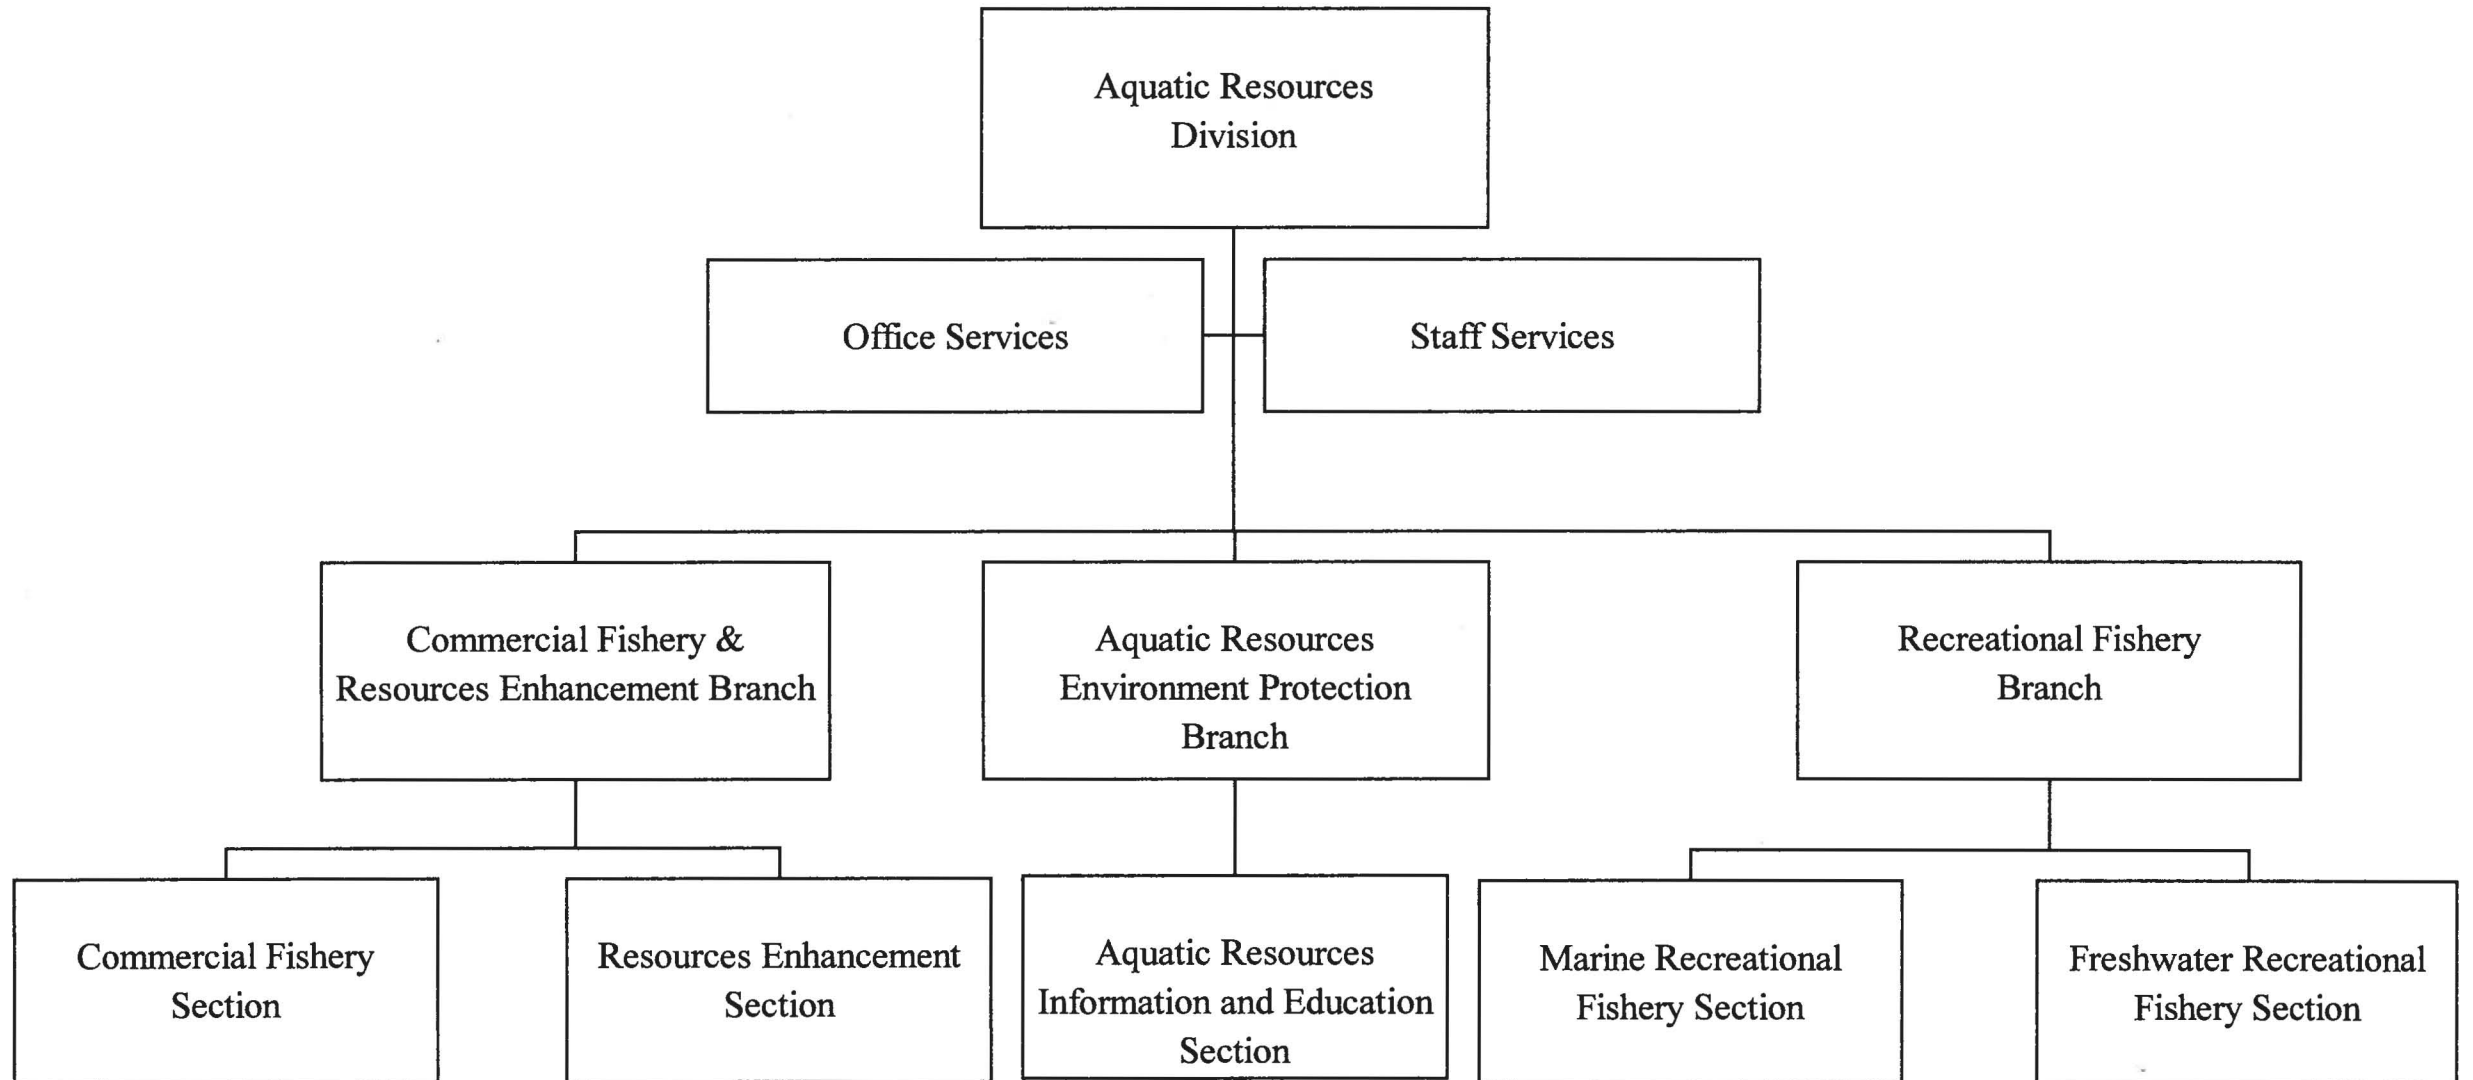 Aquatic Resources
Division
Office Services
Staff Services
Commercial Fishery &
Resources Enhancement Branch
Aquatic Resources
Environment Protection
Branch
Recreational Fishery
Branch
Commercial Fishery
Section
Resources Enhancement
Section
Aquatic Resources
Information and Education
Section
Marine Recreational
Fishery Section
Freshwater Recreational
Fishery Section